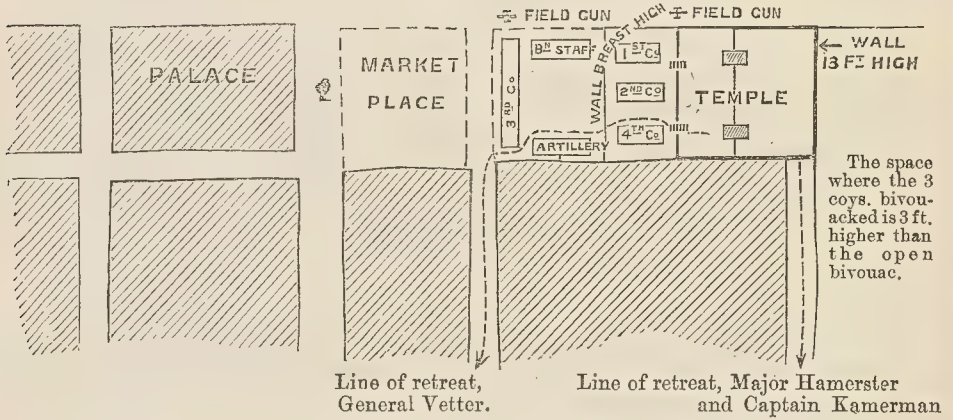 FIELD GUN
FIELD GUN
PALACE
MARKET
PLACE
3RD Co
BN STAFF
WALL BREAST HIGH
1ST Co
2ND Co
4TH Co
ARTILLERY
TEMPLE
WALL
13 FT HIGH
The space
where the 3
coys. bivou-
acked is 3 ft.
higher than
the open
bivouac.
Line of retreat,
General Vetter.
Line of retreat, Major Hamerster
and Captain Kamerman